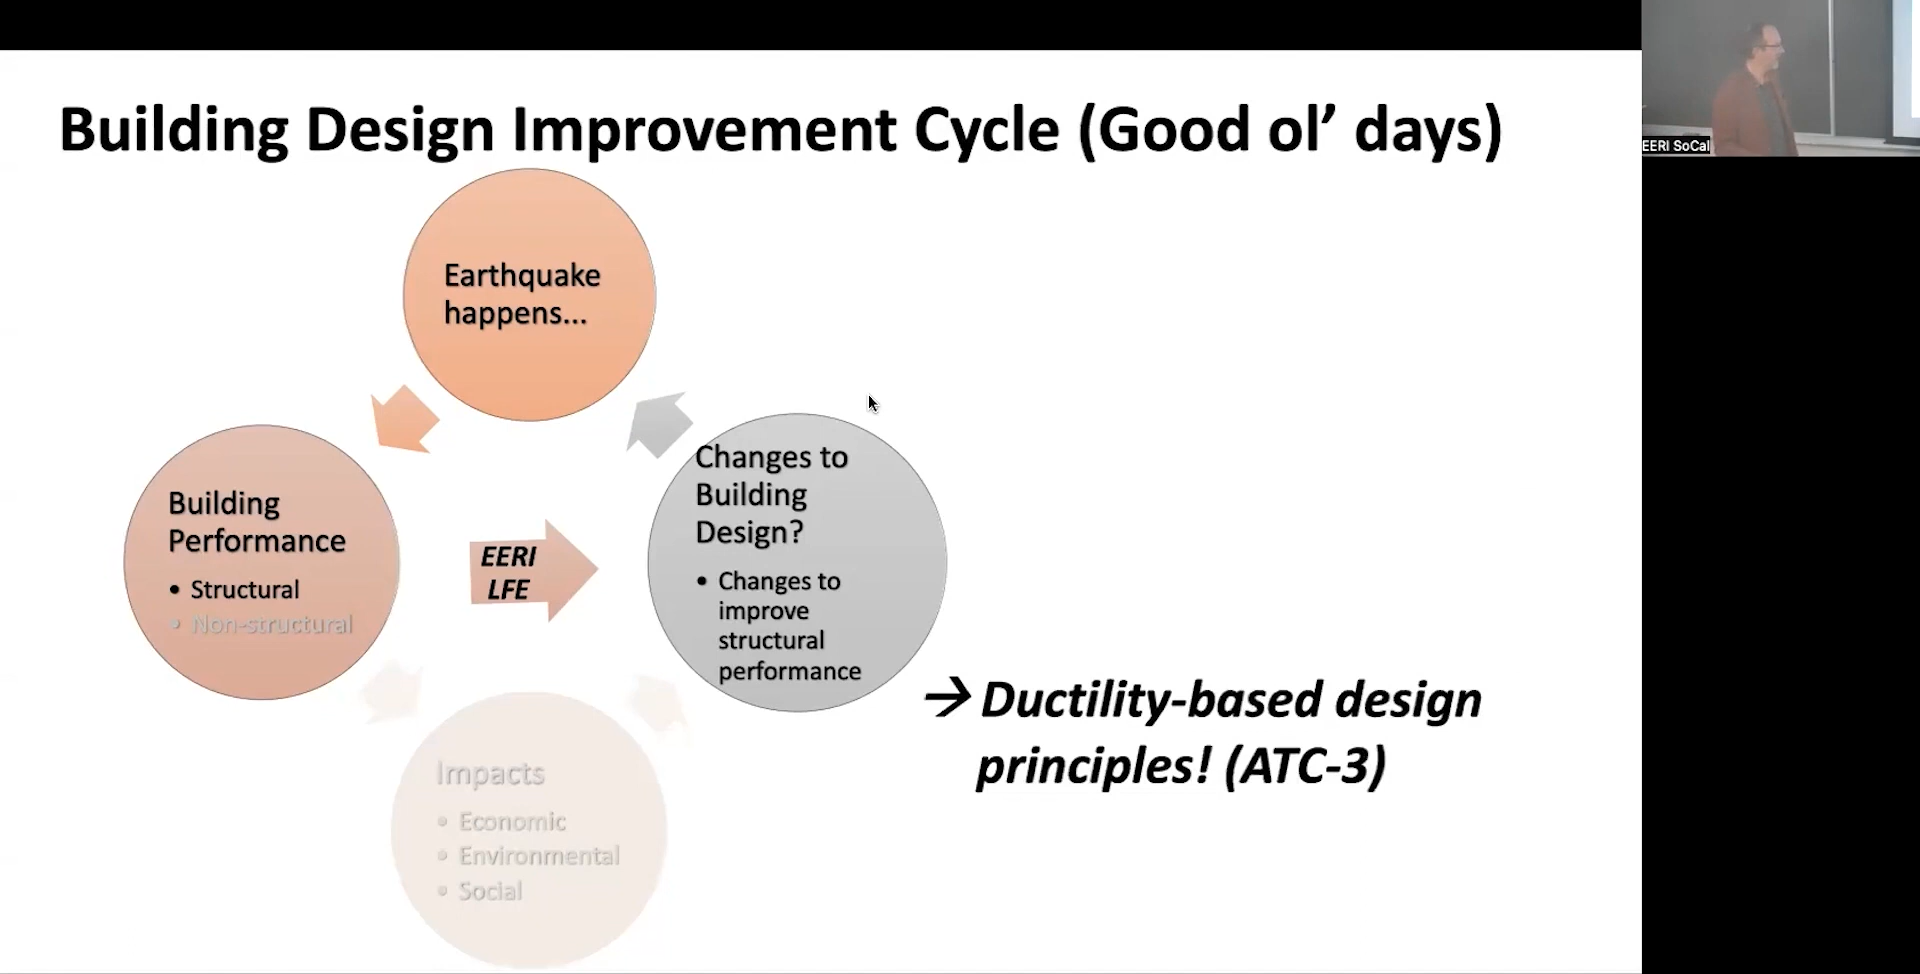 Building Design Improvement Cycle (Good ol’ days)
EERI SoCal
Earthquake
happens...
Building
Performance
• Structural
• Non-structural
EERI
LFE
Changes to
Building
Design?
• Changes to
improve
structural
performance
Impacts
• Economic
• Environmental
• Social
→ Ductility-based design
principles! (ATC-3)